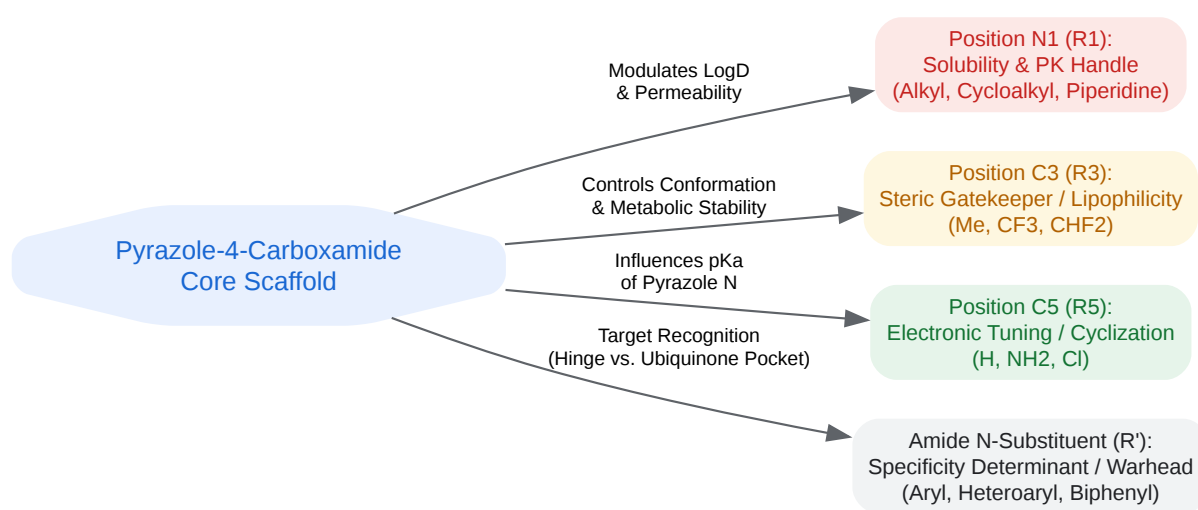 Pyrazole-4-Carboxamide
Core Scaffold
Modulates LogD
& Permeability
Position N1 (R1):
Solubility & PK Handle
(Alkyl, Cycloalkyl, Piperidine)
Controls Conformation
& Metabolic Stability
Position C3 (R3):
Steric Gatekeeper / Lipophilicity
(Me, CF3, CHF2)
Influences pKa
of Pyrazole N
Position C5 (R5):
Electronic Tuning / Cyclization
(H, NH2, Cl)
Target Recognition
(Hinge vs. Ubiquinone Pocket)
Amide N-Substituent (R'):
Specificity Determinant / Warhead
(Aryl, Heteroaryl, Biphenyl)